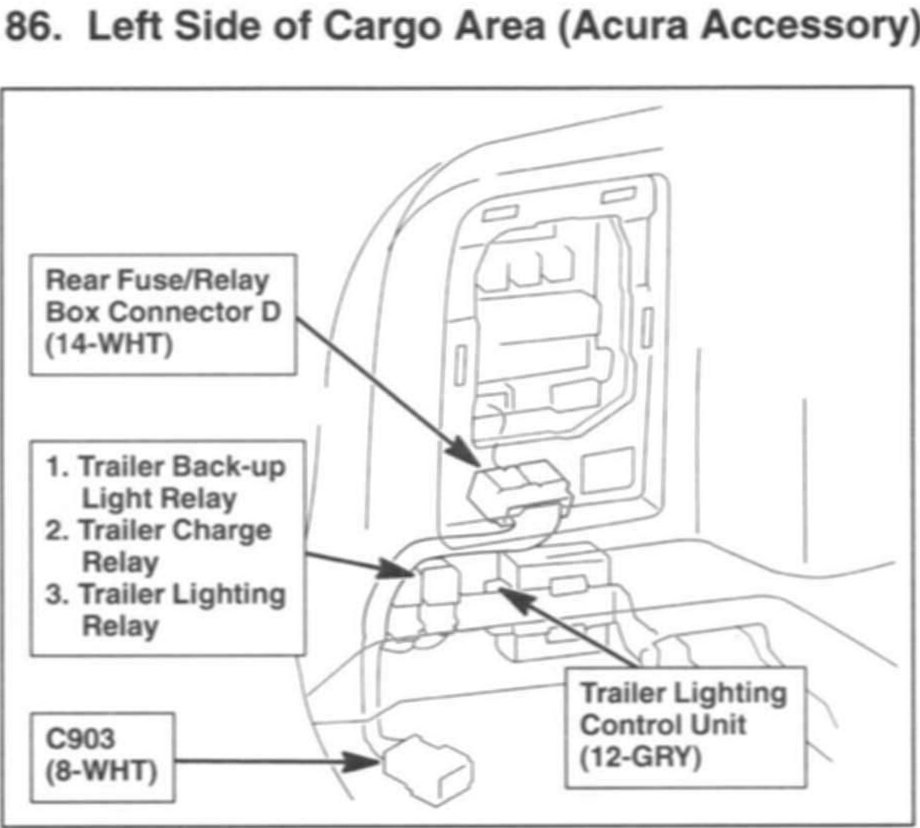 86. Left Side of Cargo Area (Acura Accessory)
Rear Fuse/Relay
Box Connector D
(14-WHT)
1. Trailer Back-up
Light Relay
2. Trailer Charge
Relay
3. Trailer Lighting
Relay
C903
(8-WHT)
Trailer Lighting
Control Unit
(12-GRY)